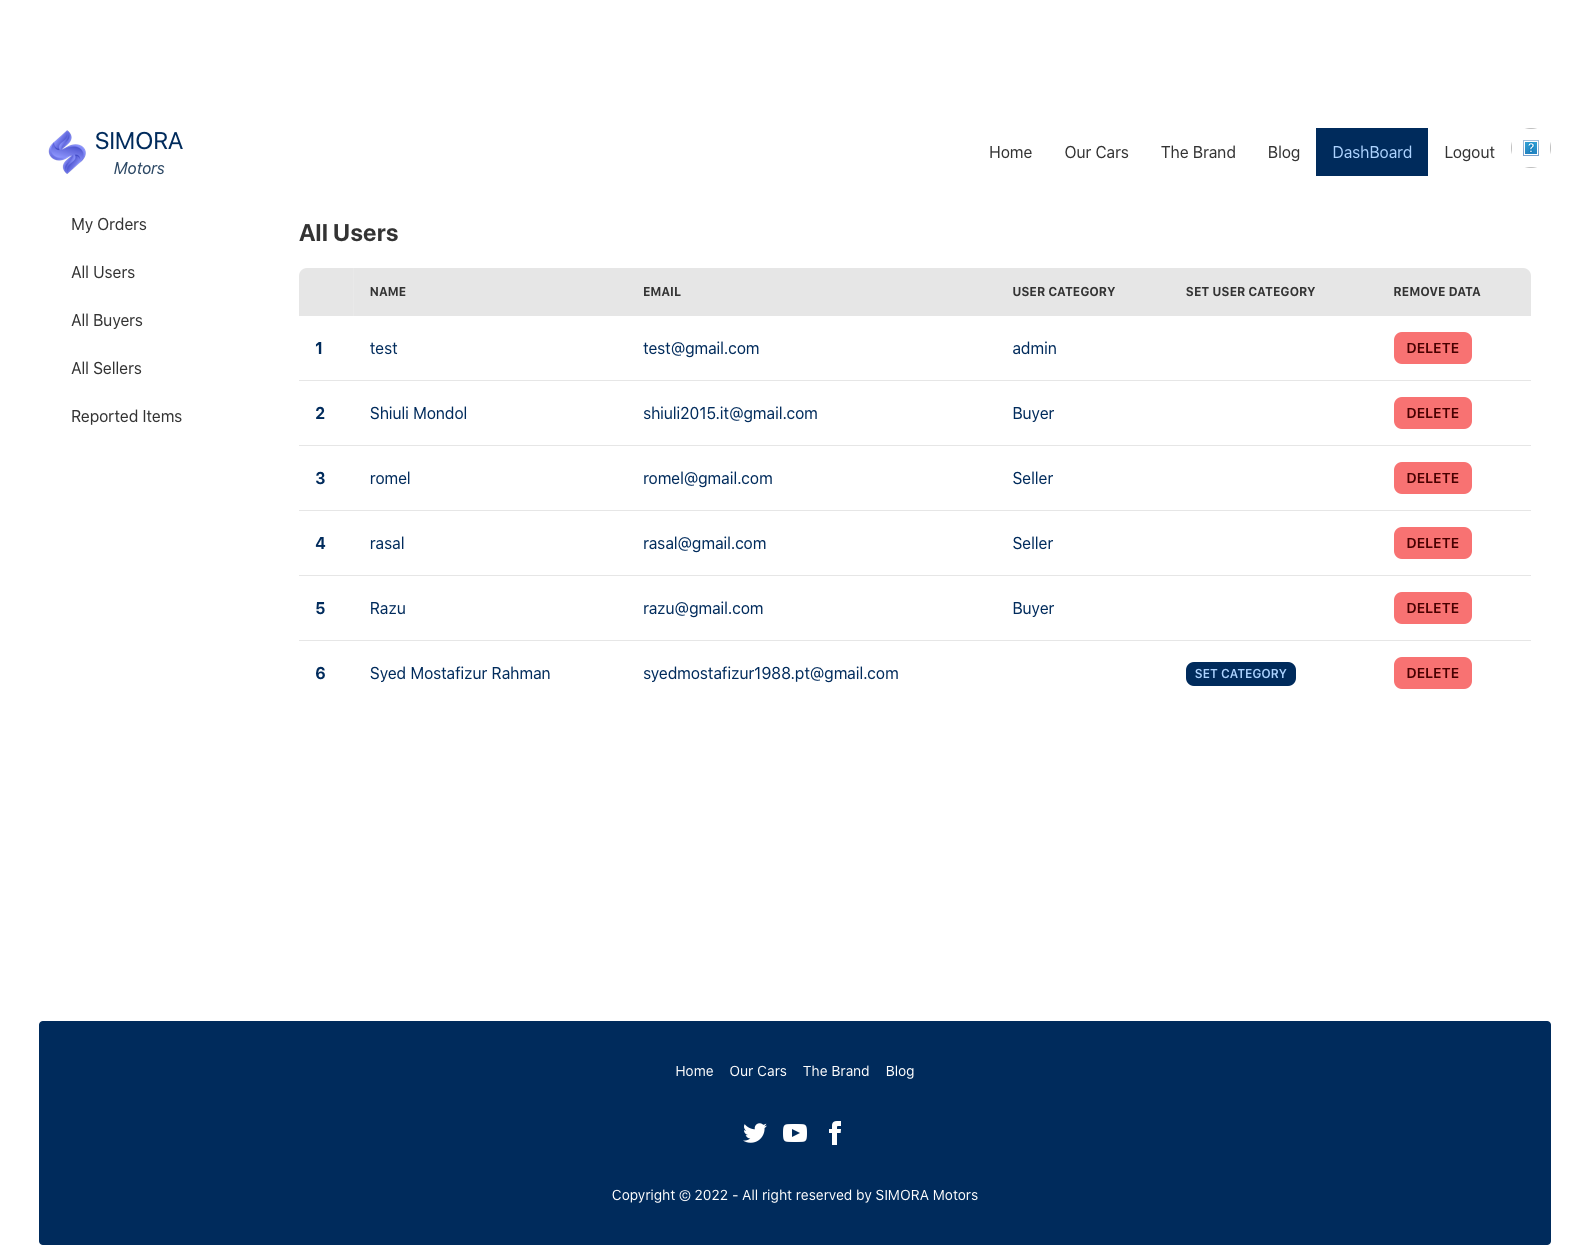 SIMORA
Motors
Home Our Cars The Brand Blog DashBoard Logout
My Orders
All Users
All Buyers
All Sellers
Reported Items
All Users
NAME EMAIL USER CATEGORY SET USER CATEGORY REMOVE DATA
1 test test@gmail.com admin DELETE
2 Shiuli Mondol shiuli2015.it@gmail.com Buyer DELETE
3 romel romel@gmail.com Seller DELETE
4 rasal rasal@gmail.com Seller DELETE
5 Razu razu@gmail.com Buyer DELETE
6 Syed Mostafizur Rahman syedmostafizur1988.pt@gmail.com SET CATEGORY DELETE
Home Our Cars The Brand Blog
Copyright © 2022 - All right reserved by SIMORA Motors